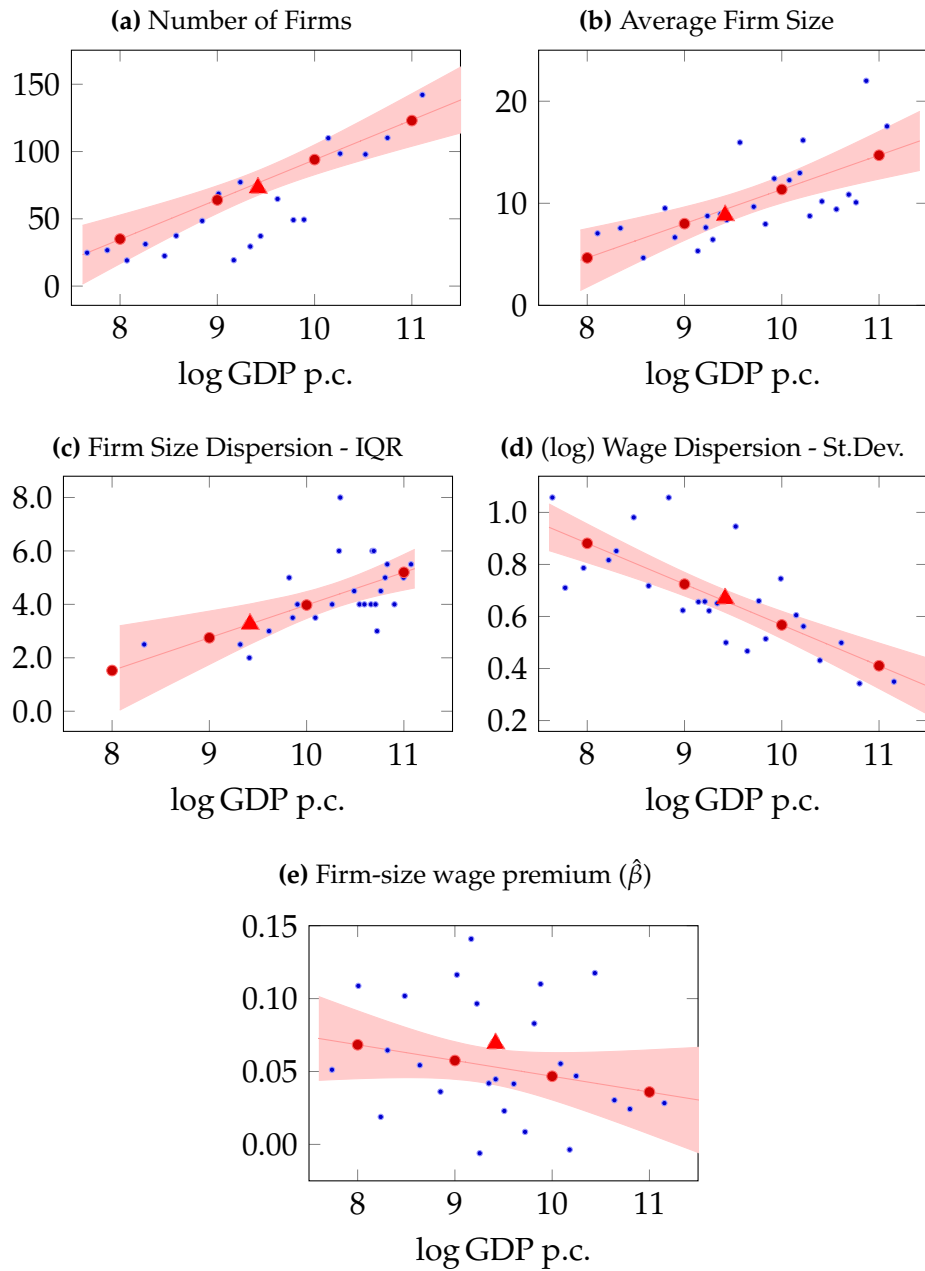 (a) Number of Firms
150
100
50
0
8 9 10 11
log GDP p.c.
(b) Average Firm Size
20
10
0
8 9 10 11
log GDP p.c.
(c) Firm Size Dispersion - IQR
8.0
6.0
4.0
2.0
0.0
8 9 10 11
log GDP p.c.
(d) (log) Wage Dispersion - St.Dev.
1.0
0.8
0.6
0.4
0.2
8 9 10 11
log GDP p.c.
(e) Firm-size wage premium (β̂)
0.15
0.10
0.05
0.00
8 9 10 11
log GDP p.c.